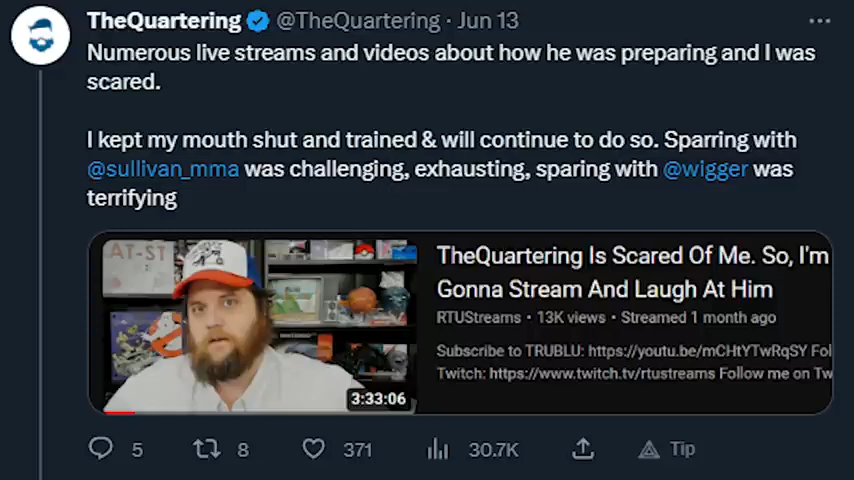 TheQuartering @TheQuartering · Jun 13
Numerous live streams and videos about how he was preparing and I was
scared.
I kept my mouth shut and trained & will continue to do so. Sparring with
@sullivan_mma was challenging, exhausting, sparing with @wigger was
terrifying
AT-ST
TheQuartering Is Scared Of Me. So, I'm
Gonna Stream And Laugh At Him
RTUStreams • 13K views • Streamed 1 month ago
Subscribe to TRUBLU: https://youtu.be/mCHtYTwRqSY Fol
Twitch: https://www.twitch.tv/rtustreams Follow me on Tw
3:33:06
5 8 371 30.7K Tip